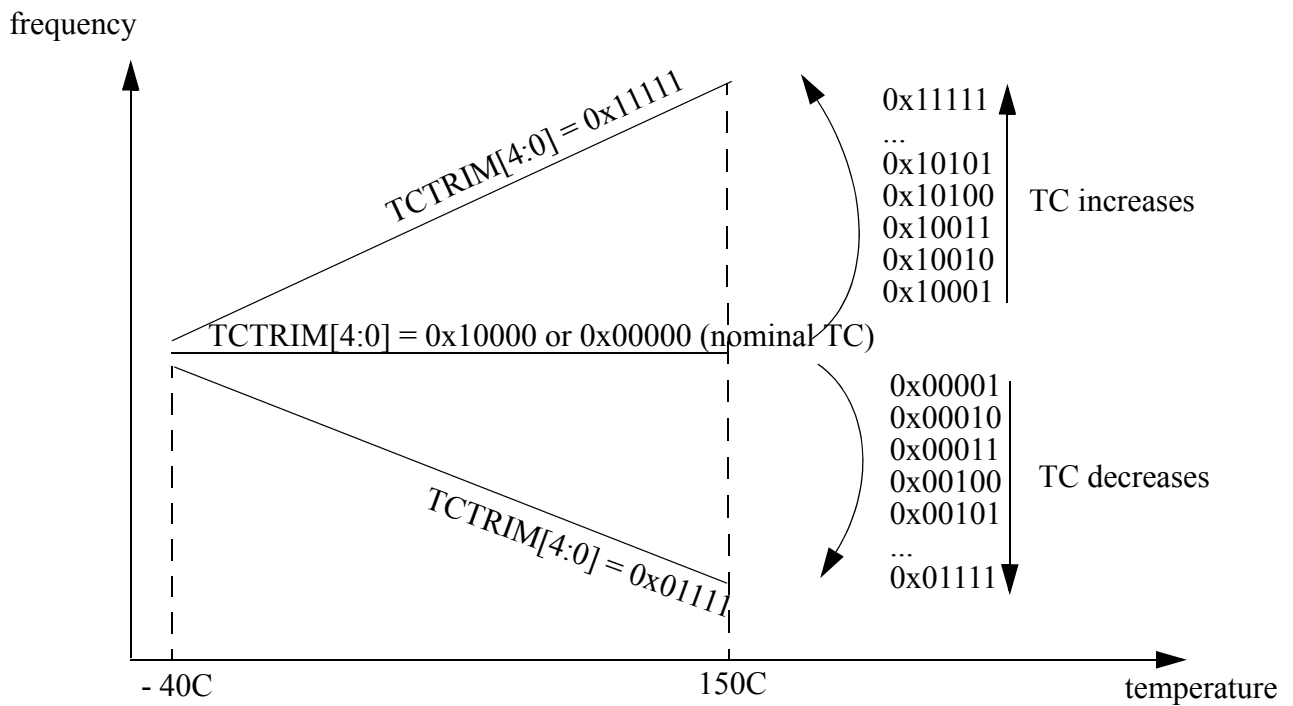 frequency
TCTRIM[4:0] = 0x11111
0x11111
...
0x10101
0x10100
0x10011
0x10010
0x10001
TC increases
TCTRIM[4:0] = 0x10000 or 0x00000 (nominal TC)
0x00001
0x00010
0x00011
0x00100
0x00101
...
0x01111
TC decreases
TCTRIM[4:0] = 0x01111
- 40C
150C
temperature